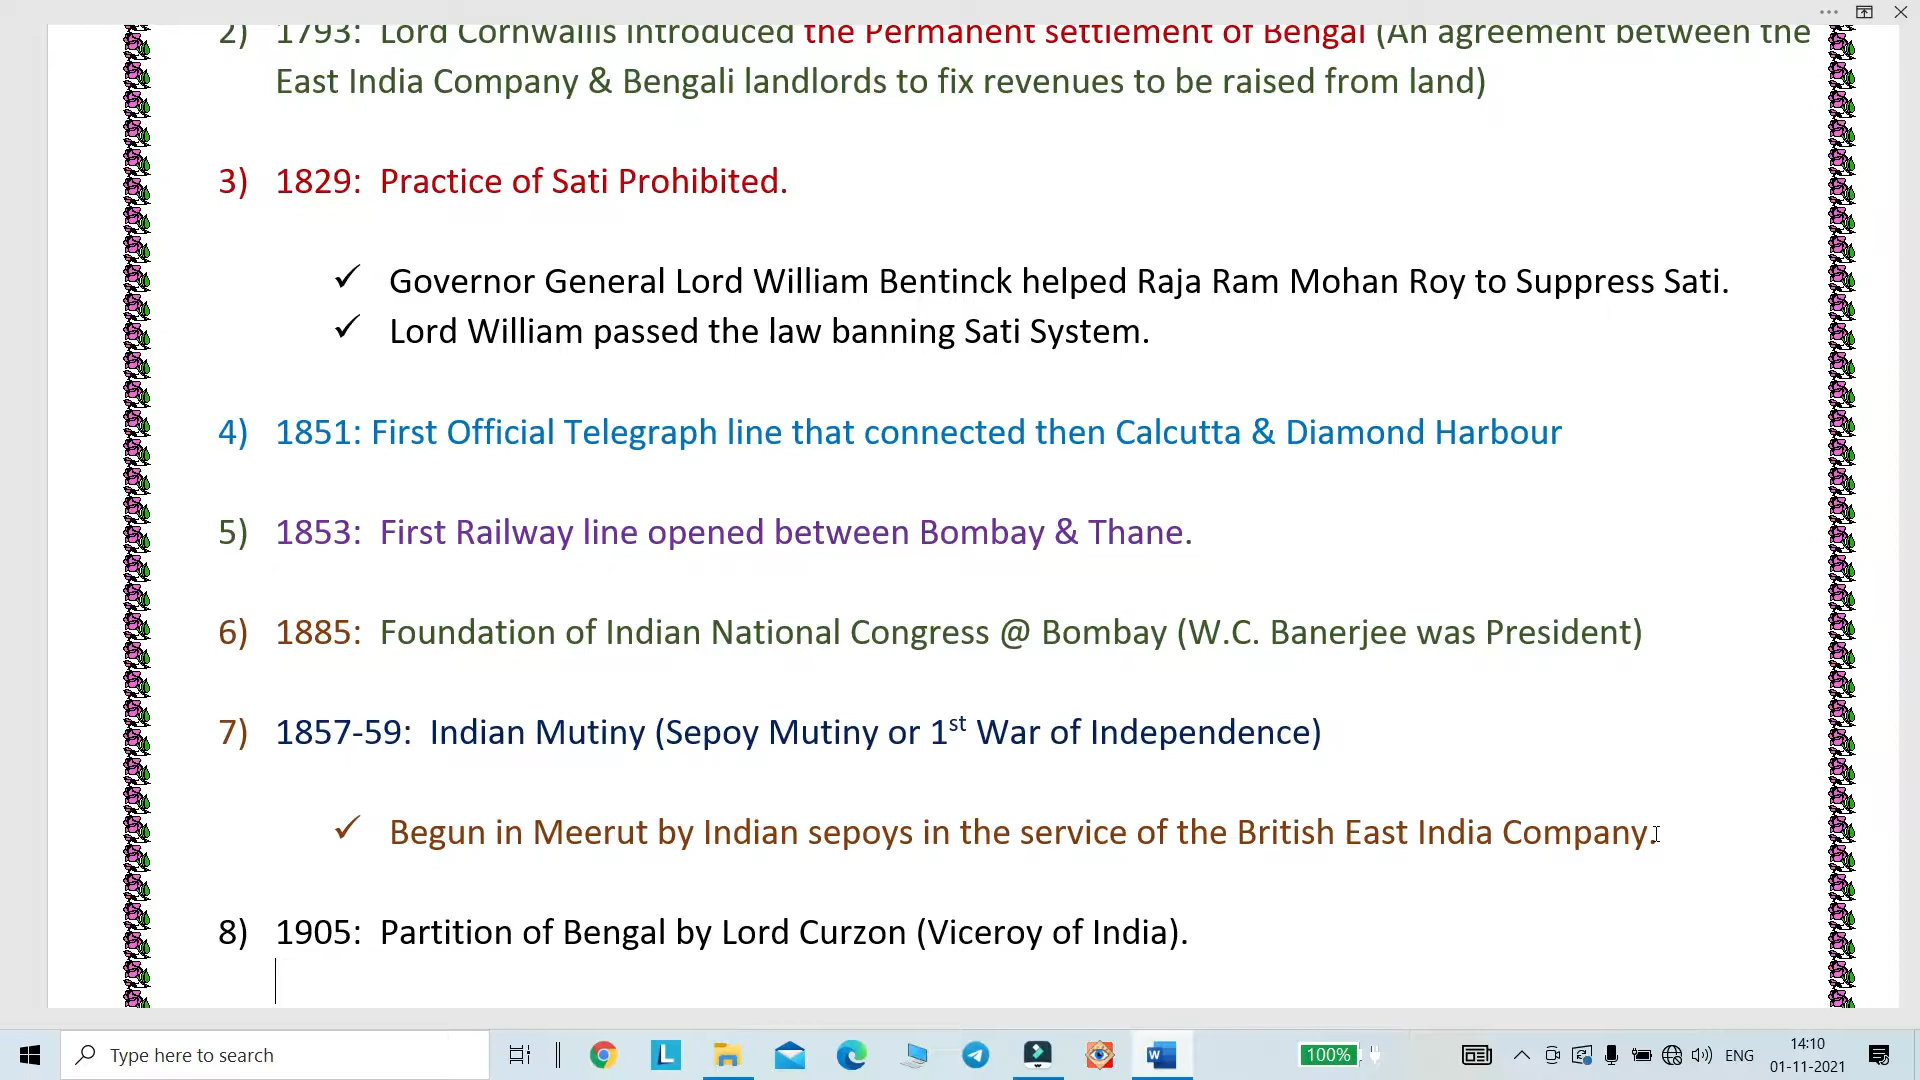 2) 1793: Lord Cornwallis introduced the Permanent settlement of Bengal (An agreement between the
East India Company & Bengali landlords to fix revenues to be raised from land)
3) 1829: Practice of Sati Prohibited.
✓ Governor General Lord William Bentinck helped Raja Ram Mohan Roy to Suppress Sati.
✓ Lord William passed the law banning Sati System.
4) 1851: First Official Telegraph line that connected then Calcutta & Diamond Harbour
5) 1853: First Railway line opened between Bombay & Thane.
6) 1885: Foundation of Indian National Congress @ Bombay (W.C. Banerjee was President)
7) 1857-59: Indian Mutiny (Sepoy Mutiny or 1st War of Independence)
✓ Begun in Meerut by Indian sepoys in the service of the British East India Company.
8) 1905: Partition of Bengal by Lord Curzon (Viceroy of India).
Type here to search
L
W
100%
ENG
14:10
01-11-2021